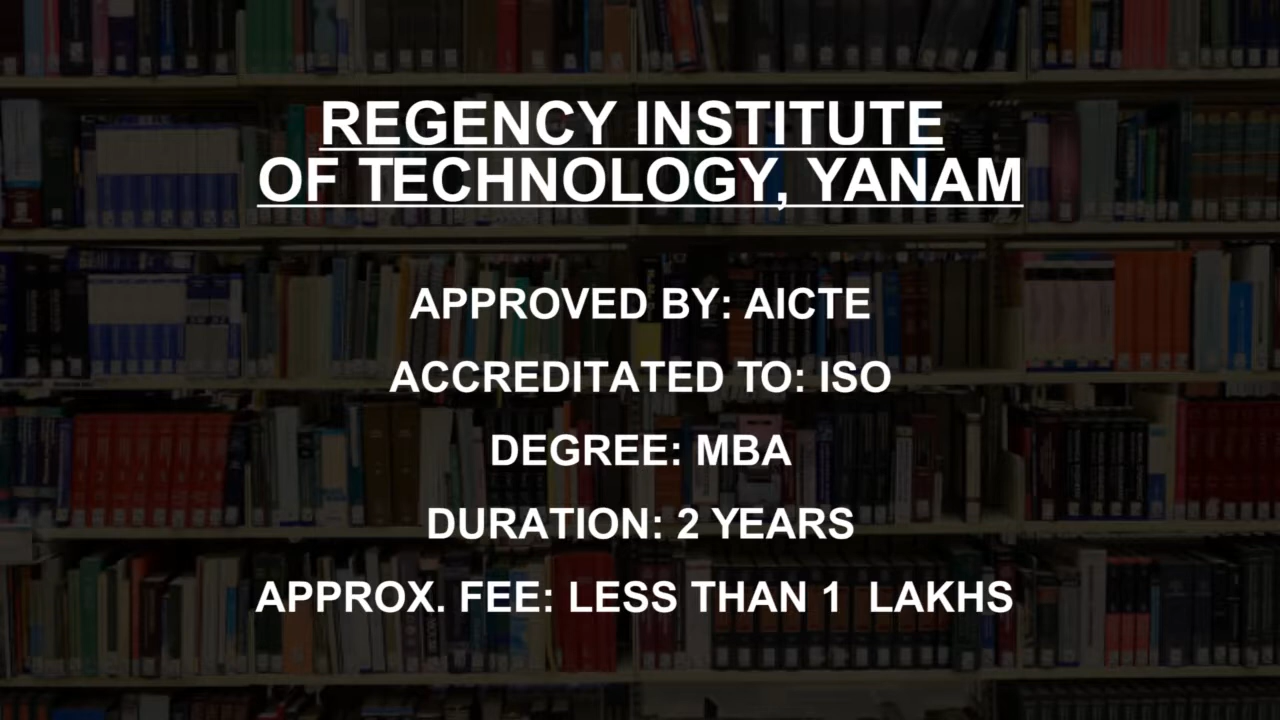 REGENCY INSTITUTE
OF TECHNOLOGY, YANAM
APPROVED BY: AICTE
ACCREDITATED TO: ISO
DEGREE: MBA
DURATION: 2 YEARS
APPROX. FEE: LESS THAN 1 LAKHS